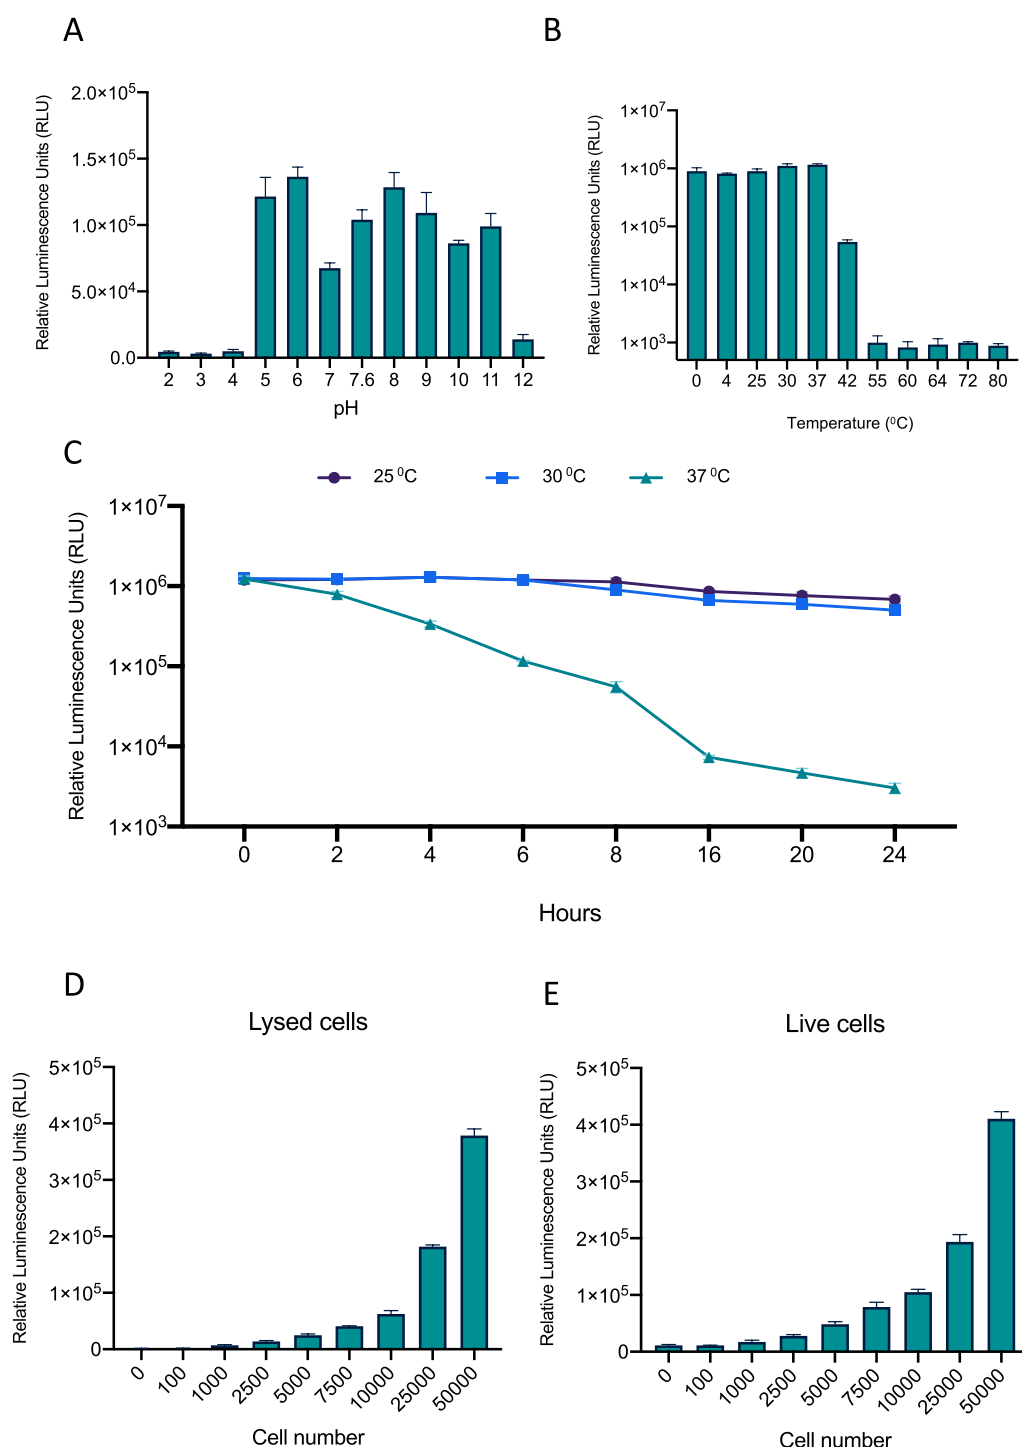 A
Relative Luminescence Units (RLU)
2.0×10⁵
1.5×10⁵
1.0×10⁵
5.0×10⁴
0.0
2 3 4 5 6 7 7.6 8 9 10 11 12
pH
B
Relative Luminescence Units (RLU)
1×10⁷
1×10⁶
1×10⁵
1×10⁴
1×10³
0 4 25 30 37 42 55 60 64 72 80
Temperature (⁰C)
C
25 ⁰C 30 ⁰C 37 ⁰C
Relative Luminescence Units (RLU)
1×10⁷
1×10⁶
1×10⁵
1×10⁴
1×10³
0 2 4 6 8 16 20 24
Hours
D
Lysed cells
Relative Luminescence Units (RLU)
5×10⁵
4×10⁵
3×10⁵
2×10⁵
1×10⁵
0
0 100 1000 2500 5000 7500 10000 25000 50000
Cell number
E
Live cells
Relative Luminescence Units (RLU)
5×10⁵
4×10⁵
3×10⁵
2×10⁵
1×10⁵
0
0 100 1000 2500 5000 7500 10000 25000 50000
Cell number